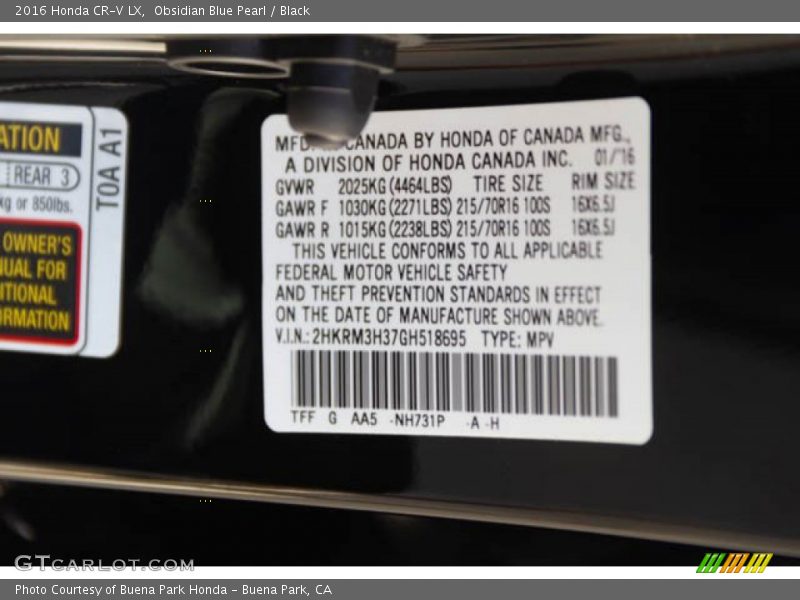 2016 Honda CR-V LX, Obsidian Blue Pearl / Black
ATION
REAR 3
kg or 850lbs.
OWNER'S
UAL FOR
ITIONAL
ORMATION
T0A A1
MFD. CANADA BY HONDA OF CANADA MFG.,
A DIVISION OF HONDA CANADA INC. 01/16
GVWR 2025KG (4464LBS) TIRE SIZE RIM SIZE
GAWR F 1030KG (2271LBS) 215/70R16 100S 16X6.5J
GAWR R 1015KG (2238LBS) 215/70R16 100S 16X6.5J
THIS VEHICLE CONFORMS TO ALL APPLICABLE
FEDERAL MOTOR VEHICLE SAFETY
AND THEFT PREVENTION STANDARDS IN EFFECT
ON THE DATE OF MANUFACTURE SHOWN ABOVE.
V.I.N.: 2HKRM3H37GH518695 TYPE: MPV
TFF G AA5 -NH731P -A -H
GTCARLOT.COM
Photo Courtesy of Buena Park Honda - Buena Park, CA